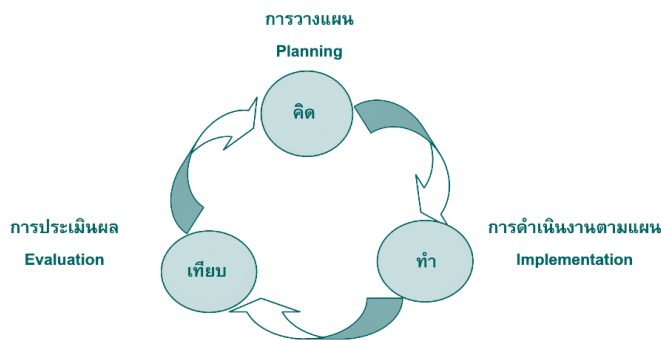 การวางแผน
Planning
คิด
การประเมินผล
Evaluation
เทียบ
ทำ
การดำเนินงานตามแผน
Implementation